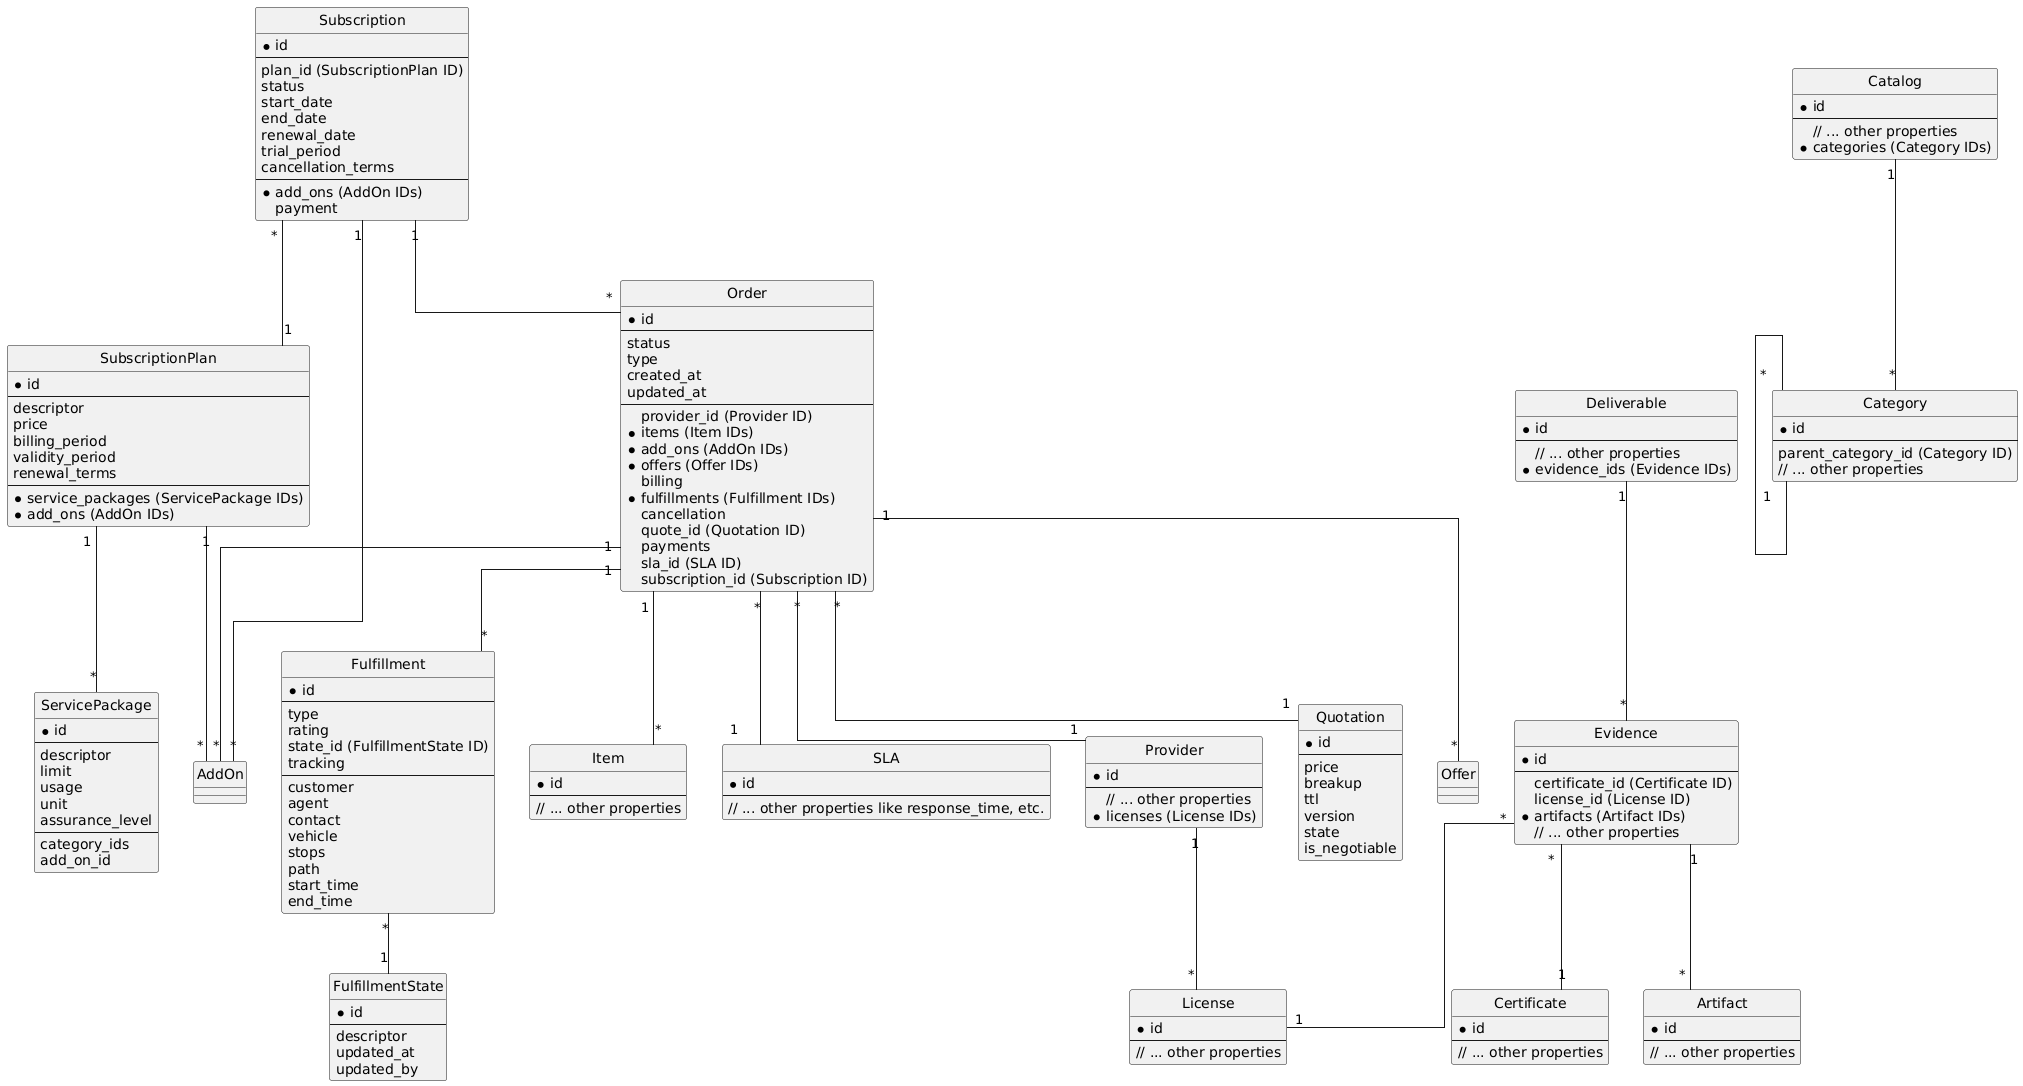 Subscription
* id
plan_id (SubscriptionPlan ID)
status
start_date
end_date
renewal_date
trial_period
cancellation_terms
* add_ons (AddOn IDs)
payment
* 1 1
1
*
Catalog
* id
// ... other properties
* categories (Category IDs)
1
*
Order
* id
status
type
created_at
updated_at
provider_id (Provider ID)
* items (Item IDs)
* add_ons (AddOn IDs)
* offers (Offer IDs)
billing
* fulfillments (Fulfillment IDs)
cancellation
quote_id (Quotation ID)
payments
sla_id (SLA ID)
subscription_id (Subscription ID)
1
1
1
1 * * *
SubscriptionPlan
* id
descriptor
price
billing_period
validity_period
renewal_terms
* service_packages (ServicePackage IDs)
* add_ons (AddOn IDs)
1 1
Deliverable
* id
// ... other properties
* evidence_ids (Evidence IDs)
1
*
*
Category
* id
parent_category_id (Category ID)
// ... other properties
1
*
ServicePackage
* id
descriptor
limit
usage
unit
assurance_level
category_ids
add_on_id
* * *
AddOn
*
Fulfillment
* id
type
rating
state_id (FulfillmentState ID)
tracking
customer
agent
contact
vehicle
stops
path
start_time
end_time
*
1
FulfillmentState
* id
descriptor
updated_at
updated_by
*
Item
* id
// ... other properties
1
SLA
* id
// ... other properties like response_time, etc.
1
Provider
* id
// ... other properties
* licenses (License IDs)
1
*
1
Quotation
* id
price
breakup
ttl
version
state
is_negotiable
*
Offer
Evidence
* id
certificate_id (Certificate ID)
license_id (License ID)
* artifacts (Artifact IDs)
// ... other properties
*
* 1
1 *
License
* id
// ... other properties
1
Certificate
* id
// ... other properties
Artifact
* id
// ... other properties